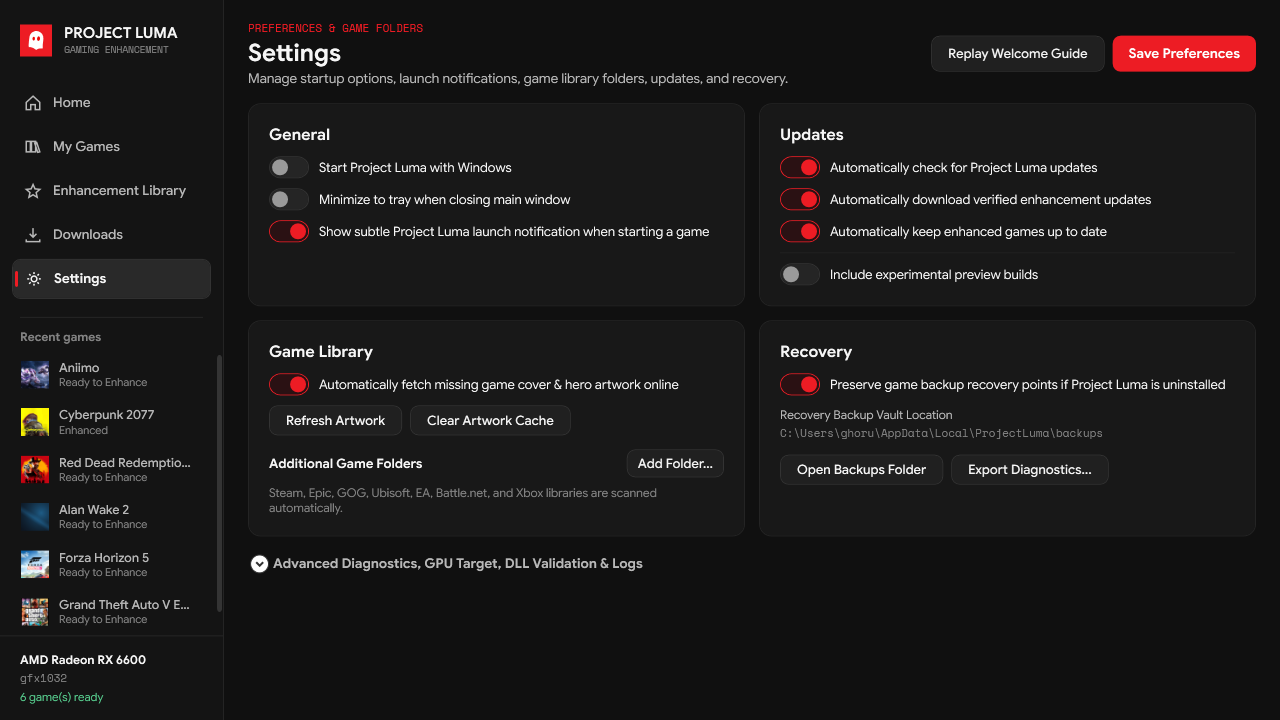 PROJECT LUMA
GAMING ENHANCEMENT
Home
My Games
Enhancement Library
Downloads
Settings
Recent games
Aniimo
Ready to Enhance
Cyberpunk 2077
Enhanced
Red Dead Redemptio...
Ready to Enhance
Alan Wake 2
Ready to Enhance
Forza Horizon 5
Ready to Enhance
Grand Theft Auto V E...
Ready to Enhance
AMD Radeon RX 6600
gfx1032
6 game(s) ready
PREFERENCES & GAME FOLDERS
Settings
Manage startup options, launch notifications, game library folders, updates, and recovery.
Replay Welcome Guide
Save Preferences
General
Start Project Luma with Windows
Minimize to tray when closing main window
Show subtle Project Luma launch notification when starting a game
Updates
Automatically check for Project Luma updates
Automatically download verified enhancement updates
Automatically keep enhanced games up to date
Include experimental preview builds
Game Library
Automatically fetch missing game cover & hero artwork online
Refresh Artwork
Clear Artwork Cache
Additional Game Folders
Add Folder...
Steam, Epic, GOG, Ubisoft, EA, Battle.net, and Xbox libraries are scanned
automatically.
Recovery
Preserve game backup recovery points if Project Luma is uninstalled
Recovery Backup Vault Location
C:\Users\ghoru\AppData\Local\ProjectLuma\backups
Open Backups Folder
Export Diagnostics...
Advanced Diagnostics, GPU Target, DLL Validation & Logs